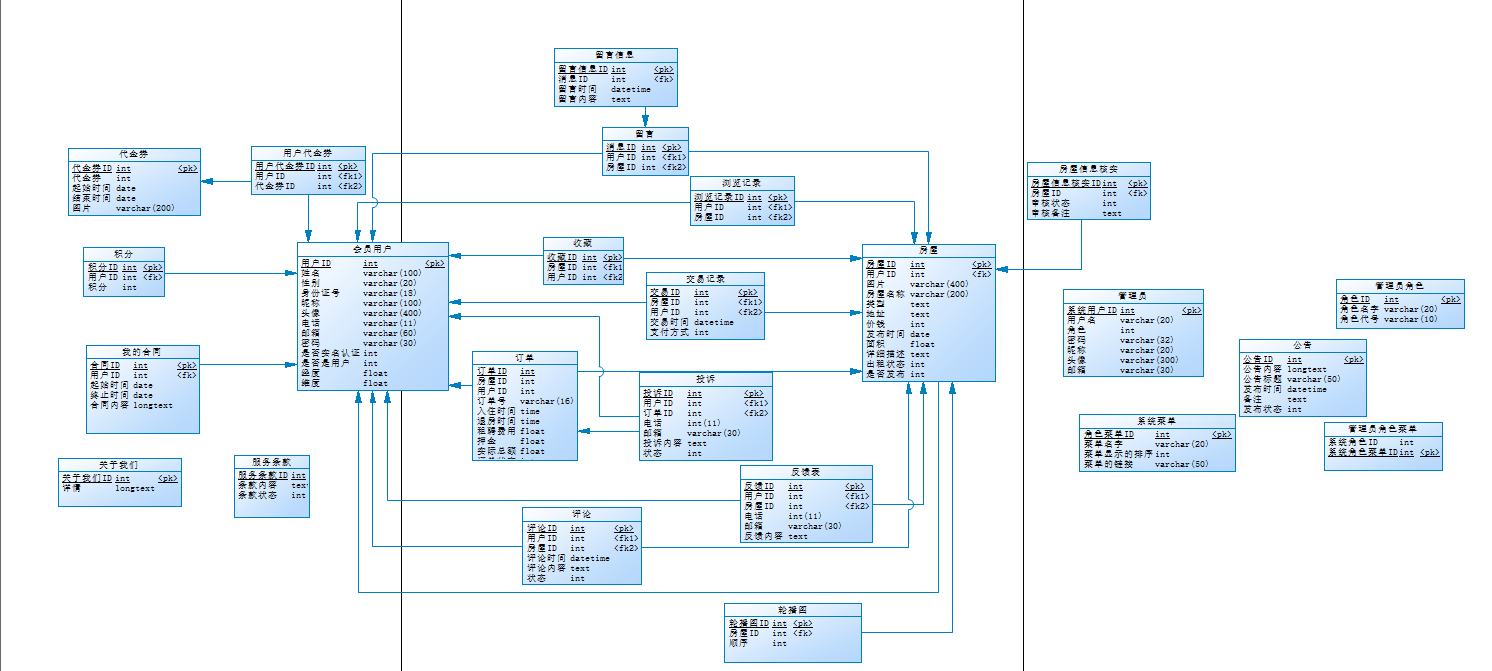 留言信息
留言信息ID int <pk>
消息ID int <fk>
留言时间 datetime
留言内容 text
留言
消息ID int <pk>
用户ID int <fk1>
房屋ID int <fk2>
代金券
代金券ID int <pk>
代金券 int
起始时间 date
结束时间 date
图片 varchar(200)
用户代金券
用户代金券ID int <pk>
用户ID int <fk1>
代金券ID int <fk2>
浏览记录
浏览记录ID int <pk>
用户ID int <fk1>
房屋ID int <fk2>
房屋信息核实
房屋信息核实ID int <pk>
房屋ID int <fk>
审核状态 int
审核备注 text
积分
积分ID int <pk>
用户ID int <fk>
积分 int
会员用户
用户ID int <pk>
姓名 varchar(100)
性别 varchar(20)
身份证号 varchar(18)
昵称 varchar(100)
头像 varchar(400)
电话 varchar(11)
邮箱 varchar(60)
密码 varchar(30)
是否实名认证 int
是否是用户 int
经度 float
维度 float
收藏
收藏ID int <pk>
房屋ID int <fk1
用户ID int <fk2
交易记录
交易ID int <pk>
房屋ID int <fk1>
用户ID int <fk2>
交易时间 datetime
支付方式 int
房屋
房屋ID int <pk>
用户ID int <fk>
图片 varchar(400)
房屋名称 varchar(200)
类型 text
地址 text
价钱 int
发布时间 date
面积 float
详细描述 text
出租状态 int
是否发布 int
管理员
系统用户ID int <pk>
用户名 varchar(20)
角色 int
密码 varchar(32)
昵称 varchar(20)
头像 varchar(300)
邮箱 varchar(30)
管理员角色
角色ID int <pk>
角色名字 varchar(20)
角色代号 varchar(10)
公告
公告ID int <pk>
公告内容 longtext
公告标题 varchar(50)
发布时间 datetime
备注 text
发布状态 int
我的合同
合同ID int <pk>
用户ID int <fk>
起始时间 date
终止时间 date
合同内容 longtext
订单
订单ID int
房屋ID int
用户ID int
订单号 varchar(16)
入住时间 time
退房时间 time
租聘费用 float
押金 float
实际总额 float
投诉
投诉ID int <pk>
用户ID int <fk1>
订单ID int <fk2>
电话 int(11)
邮箱 varchar(30)
投诉内容 text
状态 int
系统菜单
角色菜单ID int <pk>
菜单名字 varchar(20)
菜单显示的排序 int
菜单的链接 varchar(50)
管理员角色菜单
系统角色ID int
系统角色菜单ID int <pk>
关于我们
关于我们ID int <pk>
详情 longtext
服务条款
服务条款ID int
条款内容 tex
条款状态 int
反馈表
反馈ID int <pk>
用户ID int <fk1>
房屋ID int <fk2>
电话 int(11)
邮箱 varchar(30)
反馈内容 text
评论
评论ID int <pk>
用户ID int <fk1>
房屋ID int <fk2>
评论时间 datetime
评论内容 text
状态 int
轮播图
轮播图ID int <pk>
房屋ID int <fk>
顺序 int